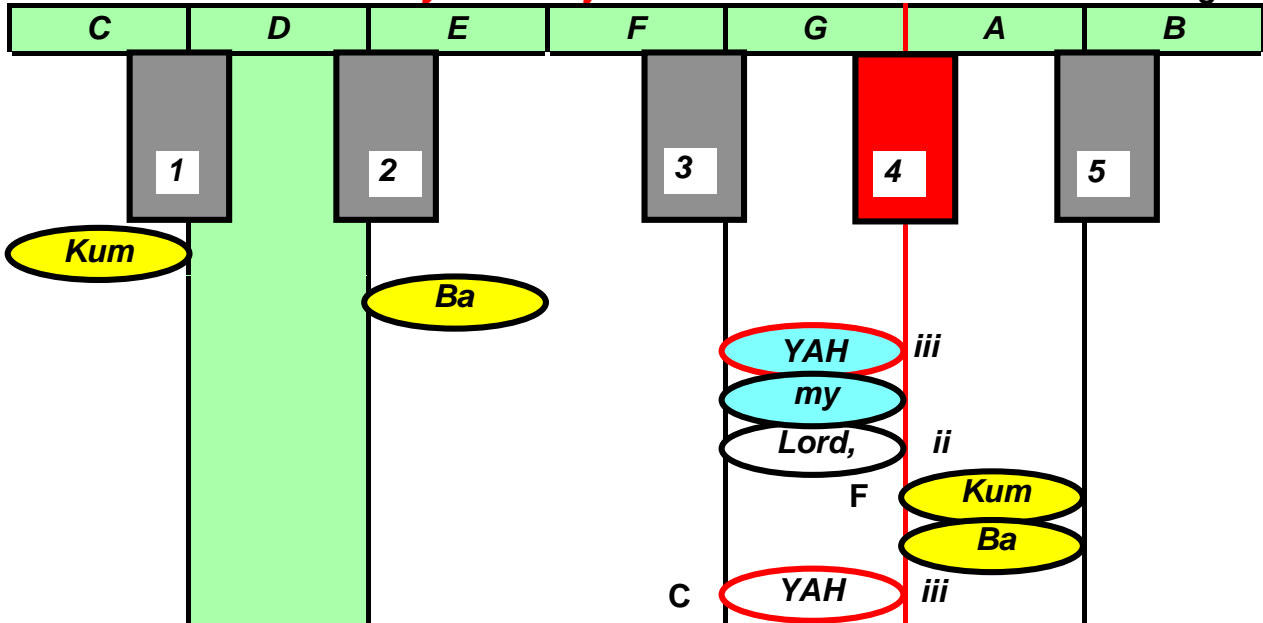 C D E F G A B
1 2 3 4 5
Kum
Ba
YAH iii
my
Lord, ii
F Kum
Ba
C YAH iii